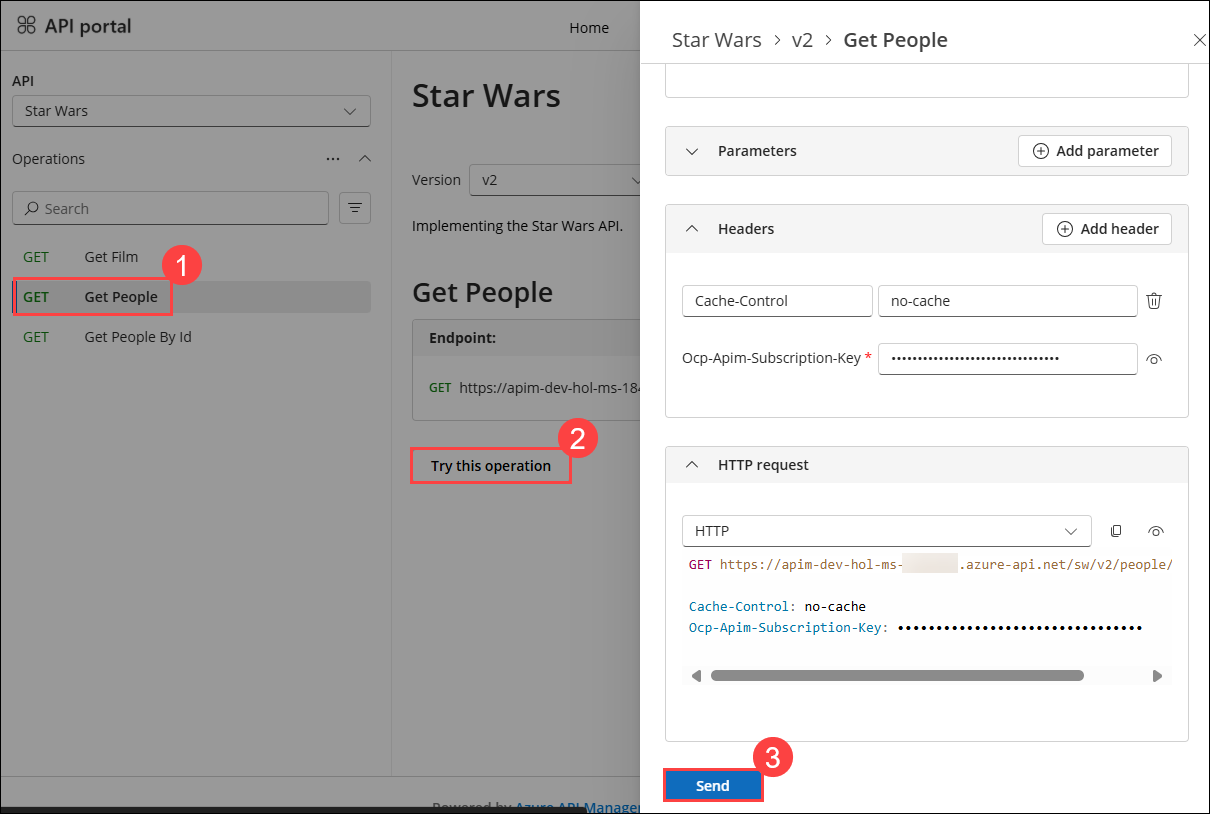 API portal
Home
API
Star Wars
Operations
Search
GET Get Film
1
GET Get People
GET Get People By Id
Star Wars
Version v2
Implementing the Star Wars API.
Get People
Endpoint:
GET https://apim-dev-hol-ms-184
2
Try this operation
Powered by Azure API Manage
Star Wars > v2 > Get People
Parameters
Add parameter
Headers
Add header
Cache-Control no-cache
Ocp-Apim-Subscription-Key * ••••••••••••••••••••••••••••••••
HTTP request
HTTP
GET https://apim-dev-hol-ms-.azure-api.net/sw/v2/people/
Cache-Control: no-cache
Ocp-Apim-Subscription-Key: ••••••••••••••••••••••••••••••••
3
Send